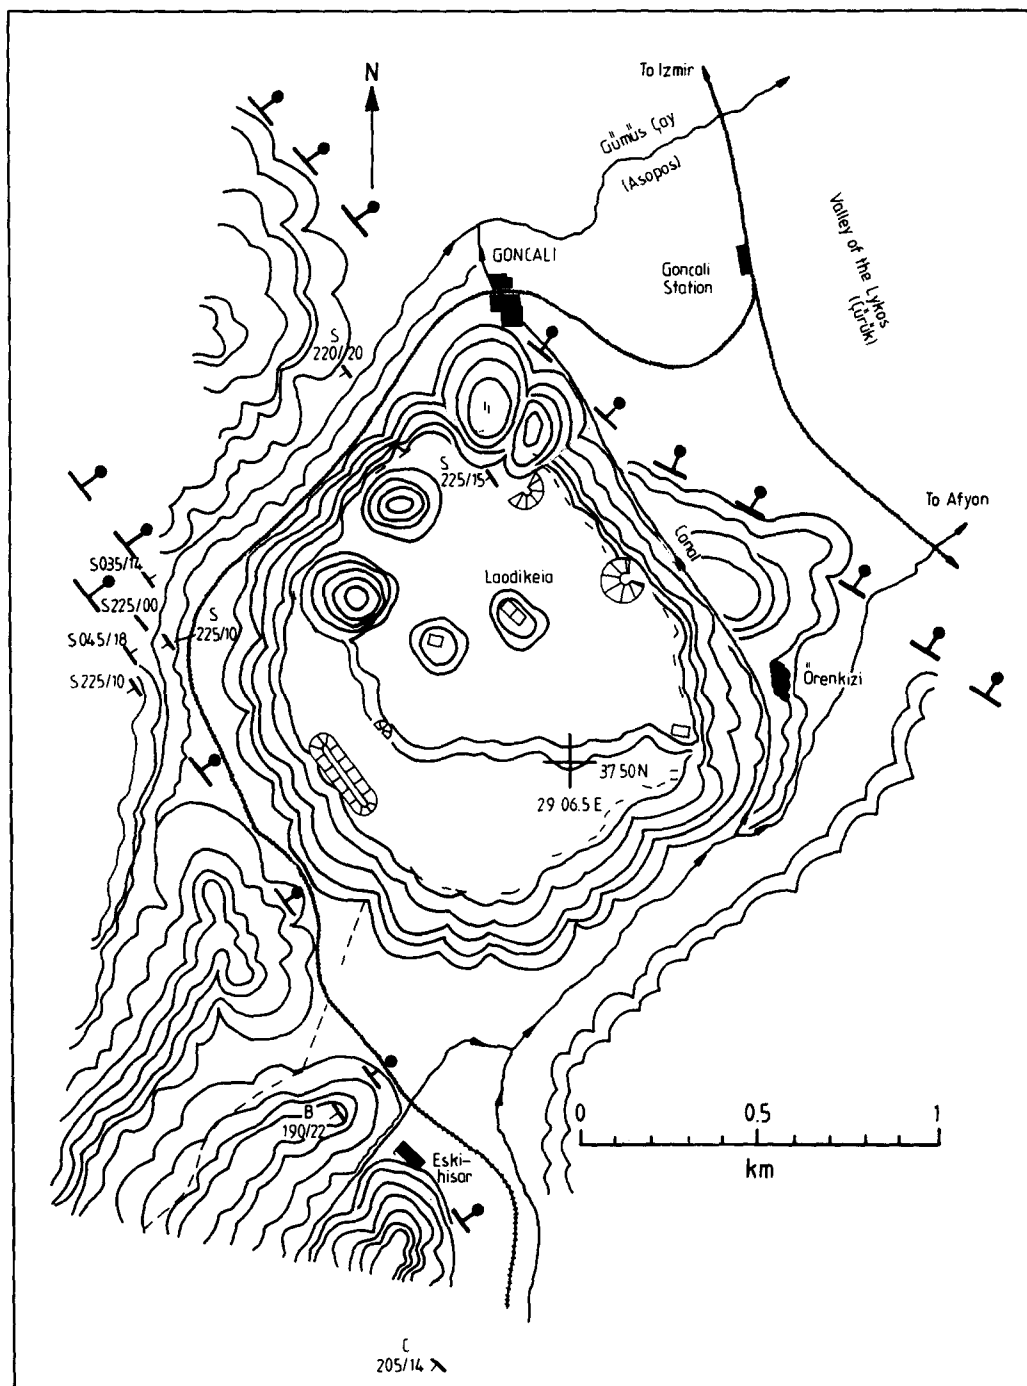 To Izmir
N
Gümüs Çay
(Asopos)
Valley of the Lykos
(Çürük)
GONCALI
Goncali
Station
S
220/20
S
225/15
To Afyon
Canal
Laodikeia
S035/14
S225/00
S
225/10
S045/18
S225/10
Örenkizi
37 50 N
29 06.5 E
B
190/22
Eski-
hisar
0 0.5 1
km
C
205/14